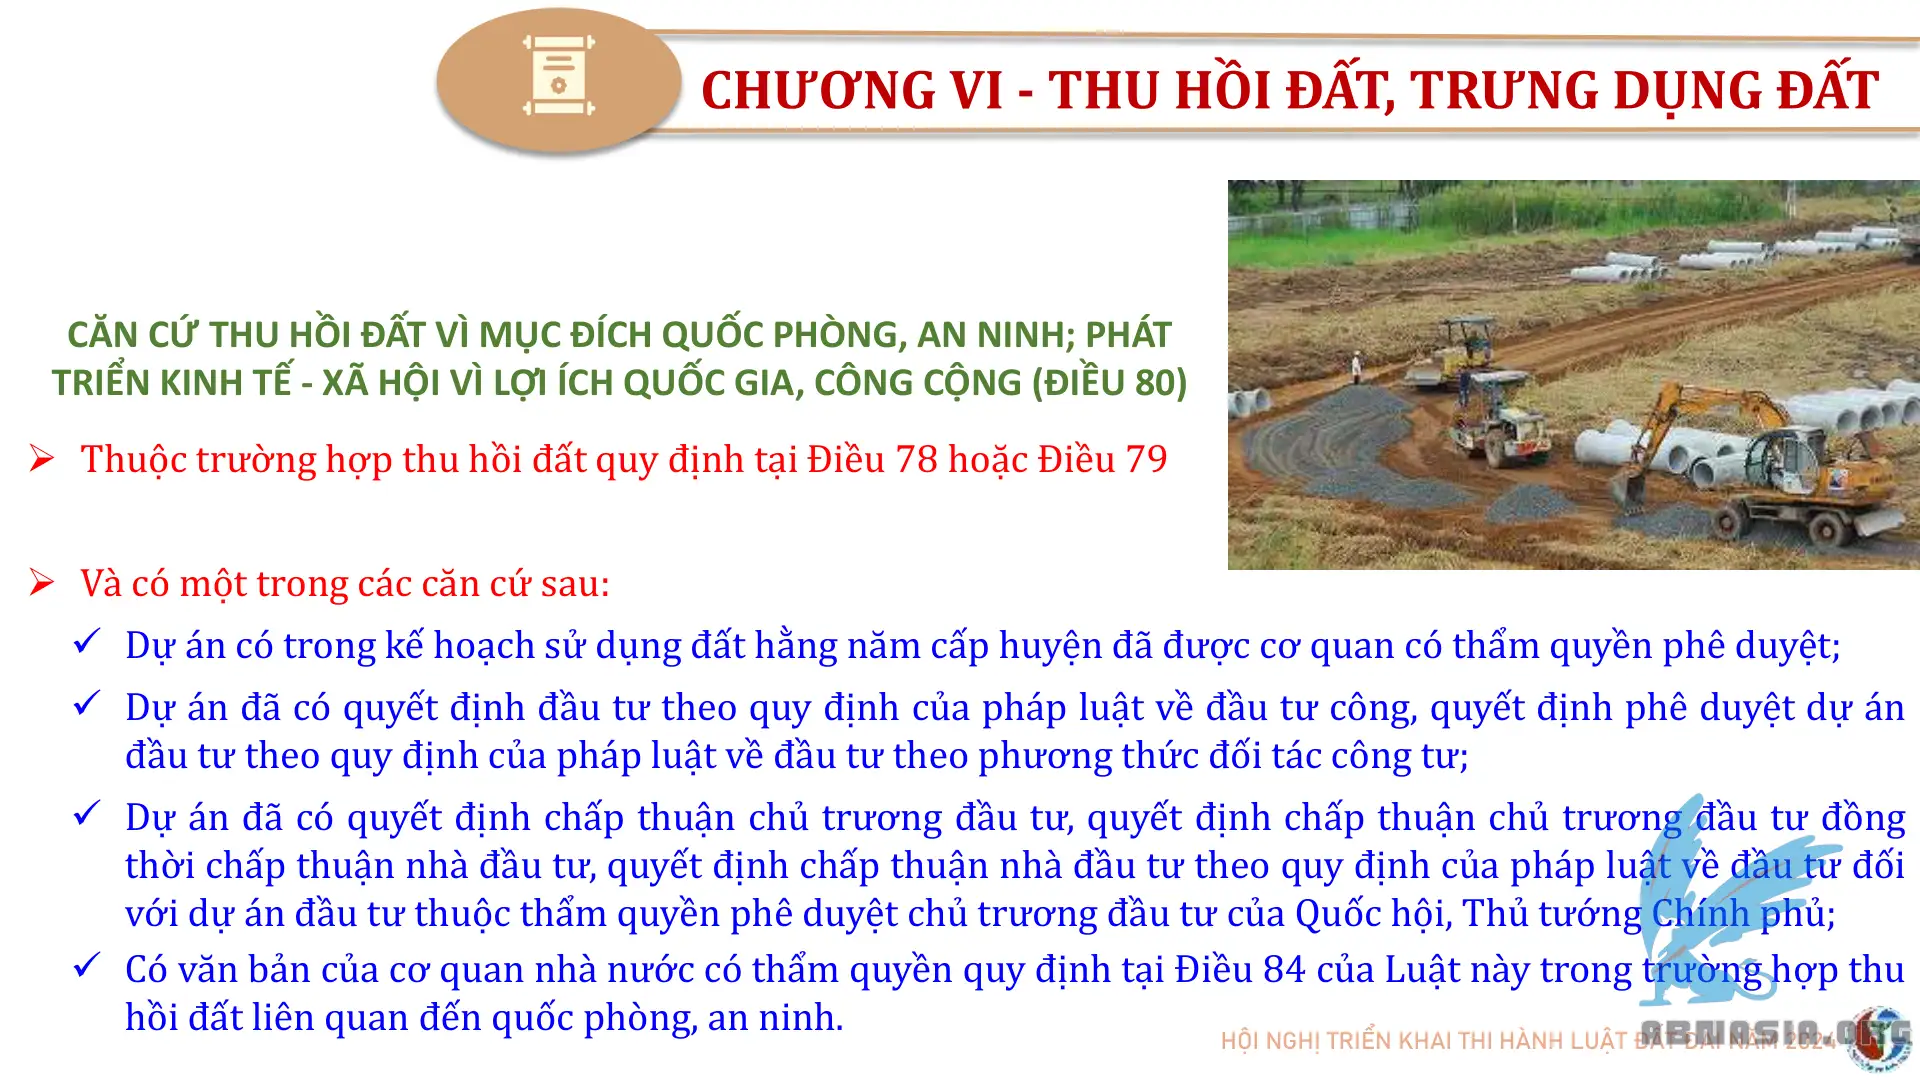 CHƯƠNG VI - THU HỒI ĐẤT, TRƯNG DỤNG ĐẤT
CĂN CỨ THU HỒI ĐẤT VÌ MỤC ĐÍCH QUỐC PHÒNG, AN NINH; PHÁT
TRIỂN KINH TẾ - XÃ HỘI VÌ LỢI ÍCH QUỐC GIA, CÔNG CỘNG (ĐIỀU 80)
Thuộc trường hợp thu hồi đất quy định tại Điều 78 hoặc Điều 79
Và có một trong các căn cứ sau:
Dự án có trong kế hoạch sử dụng đất hằng năm cấp huyện đã được cơ quan có thẩm quyền phê duyệt;
Dự án đã có quyết định đầu tư theo quy định của pháp luật về đầu tư công, quyết định phê duyệt dự án
đầu tư theo quy định của pháp luật về đầu tư theo phương thức đối tác công tư;
Dự án đã có quyết định chấp thuận chủ trương đầu tư, quyết định chấp thuận chủ trương đầu tư đồng
thời chấp thuận nhà đầu tư, quyết định chấp thuận nhà đầu tư theo quy định của pháp luật về đầu tư đối
với dự án đầu tư thuộc thẩm quyền phê duyệt chủ trương đầu tư của Quốc hội, Thủ tướng Chính phủ;
Có văn bản của cơ quan nhà nước có thẩm quyền quy định tại Điều 84 của Luật này trong trường hợp thu
hồi đất liên quan đến quốc phòng, an ninh.
HỘI NGHỊ TRIỂN KHAI THI HÀNH LUẬT ĐẤT ĐAI NĂM 2024
ABMASIA.ORG